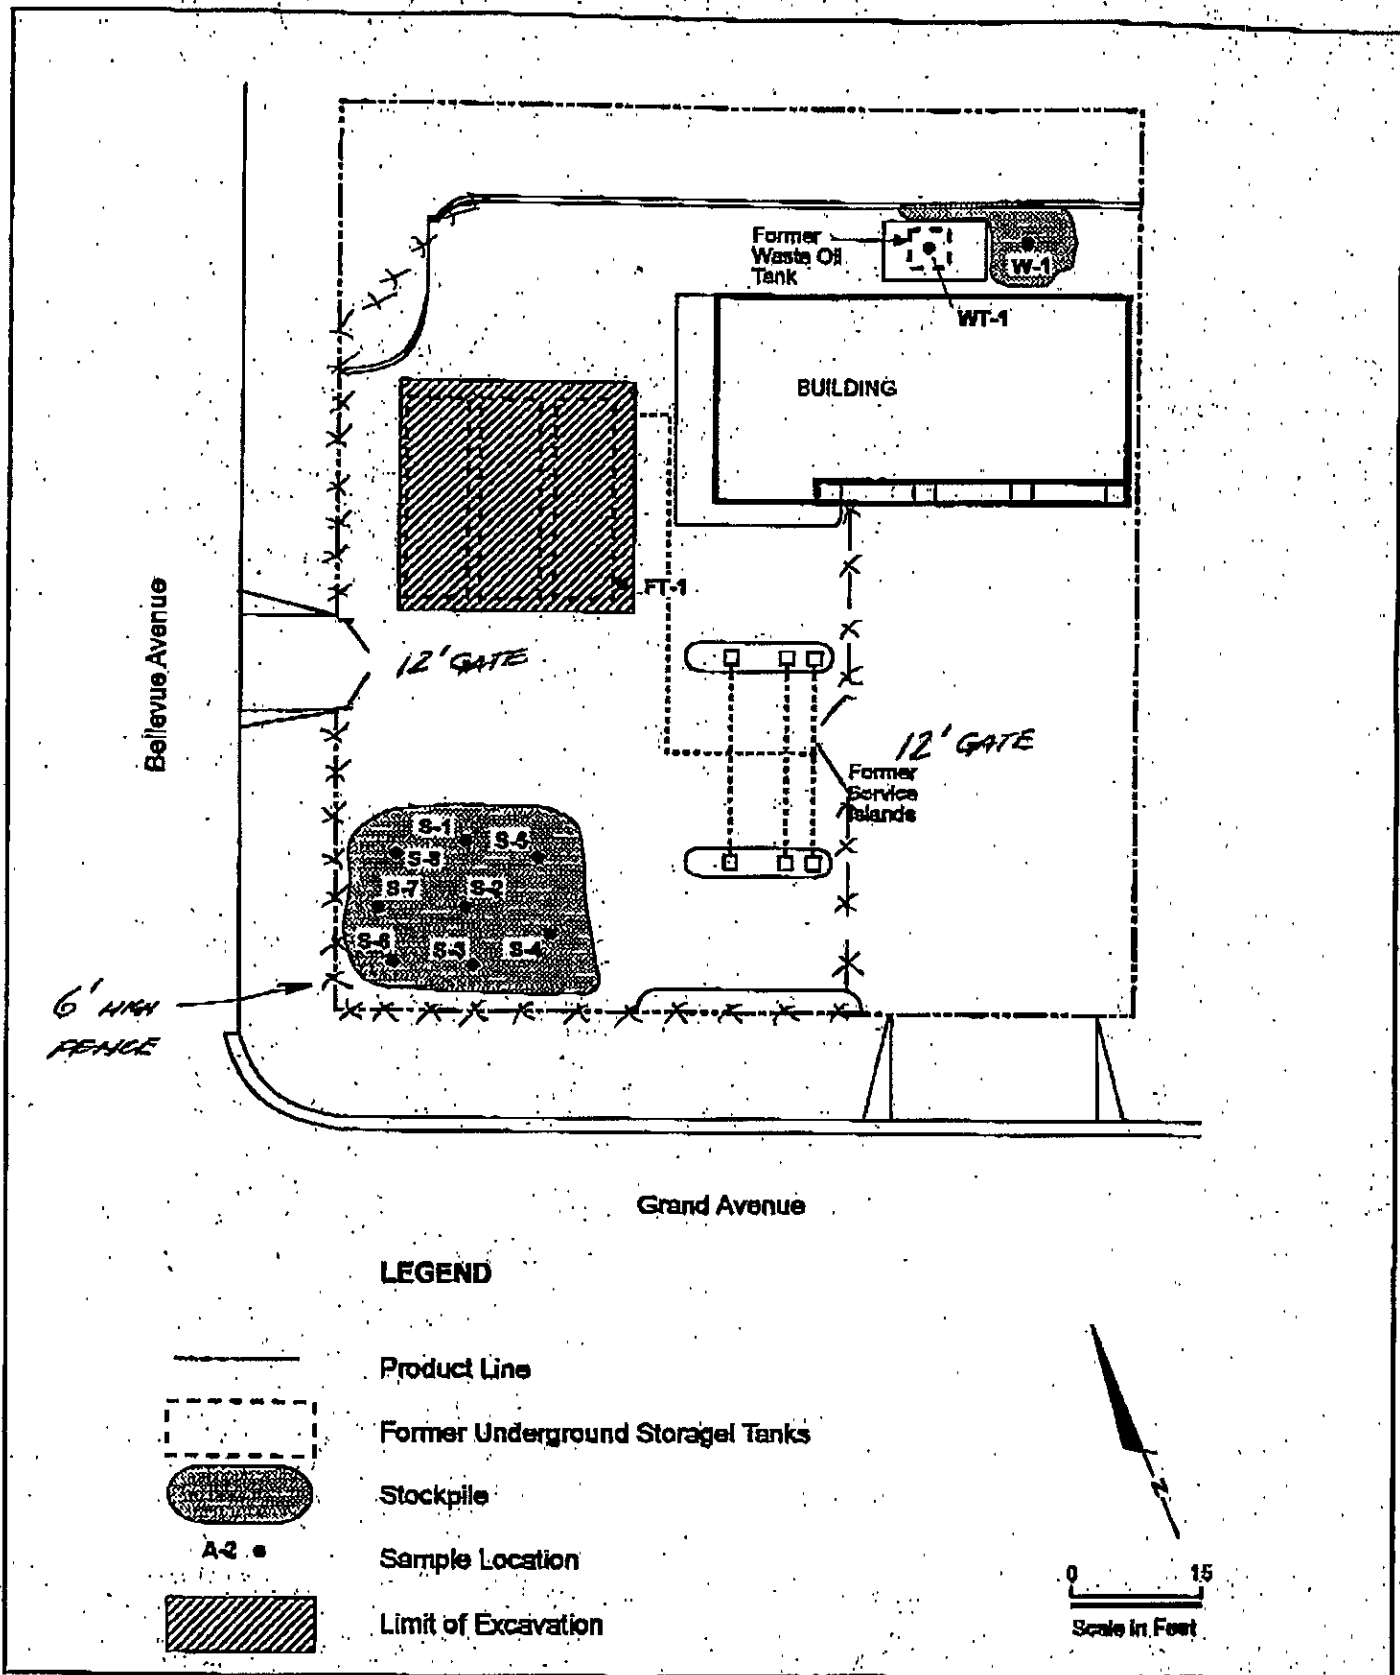 Former
Waste Oil
Tank
W-1
WT-1
BUILDING
FT-1
Bellevue Avenue
12' GATE
12' GATE
Former
Service
Islands
S-1
S-5
S-8
S-7
S-2
S-6
S-3
S-4
6' HIGH
FENCE
Grand Avenue
LEGEND
Product Line
Former Underground Storagel Tanks
Stockpile
A-2
Sample Location
Limit of Excavation
N
0 15
Scale in Feet